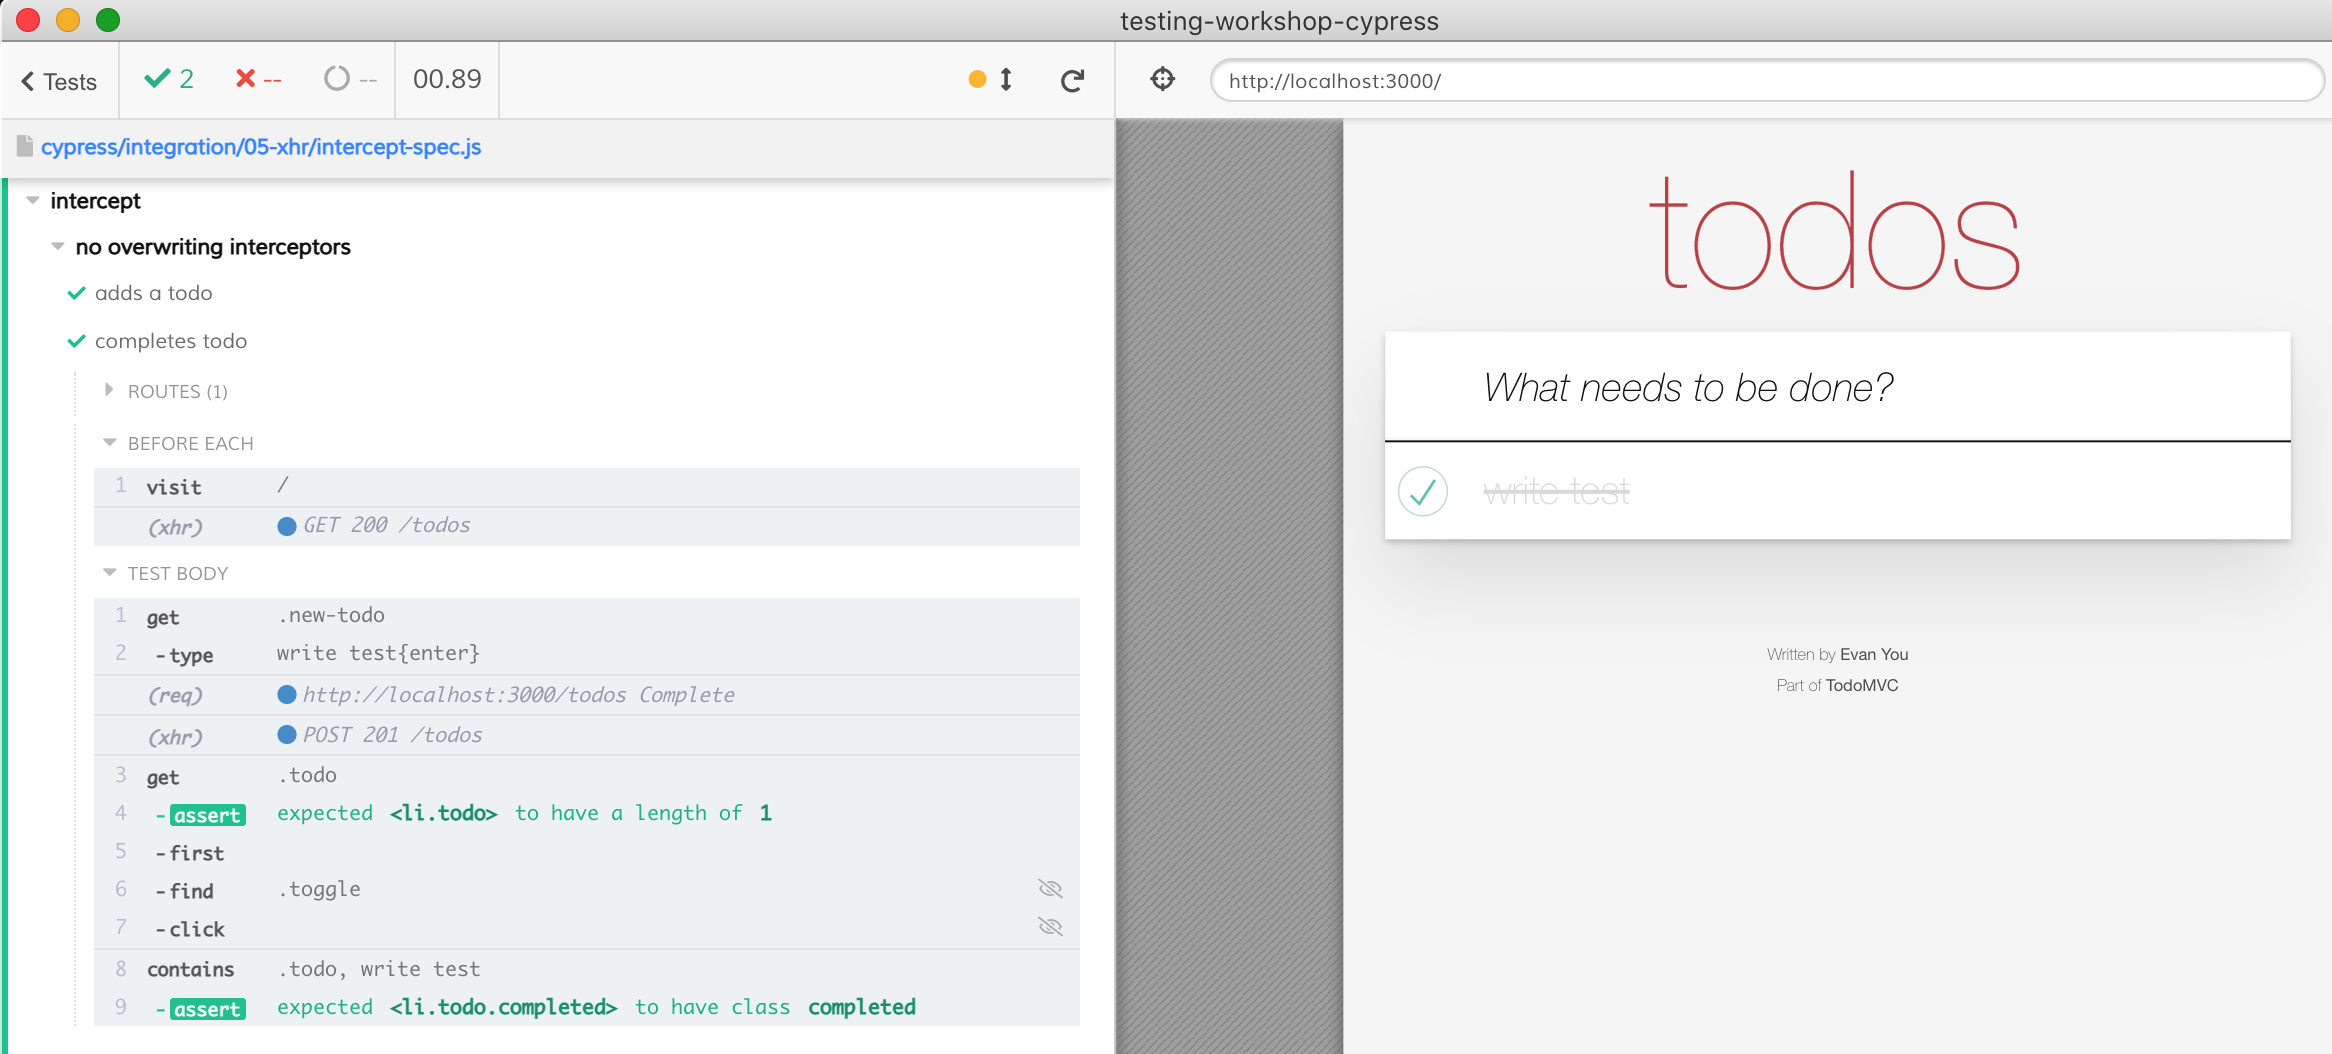 testing-workshop-cypress
Tests 2 -- -- 00.89
http://localhost:3000/
cypress/integration/05-xhr/intercept-spec.js
intercept
no overwriting interceptors
adds a todo
completes todo
ROUTES (1)
BEFORE EACH
1 visit /
(xhr) GET 200 /todos
TEST BODY
1 get .new-todo
2 -type write test{enter}
(req) http://localhost:3000/todos Complete
(xhr) POST 201 /todos
3 get .todo
4 -assert expected <li.todo> to have a length of 1
5 -first
6 -find .toggle
7 -click
8 contains .todo, write test
9 -assert expected <li.todo.completed> to have class completed
todos
What needs to be done?
write test
Written by Evan You
Part of TodoMVC